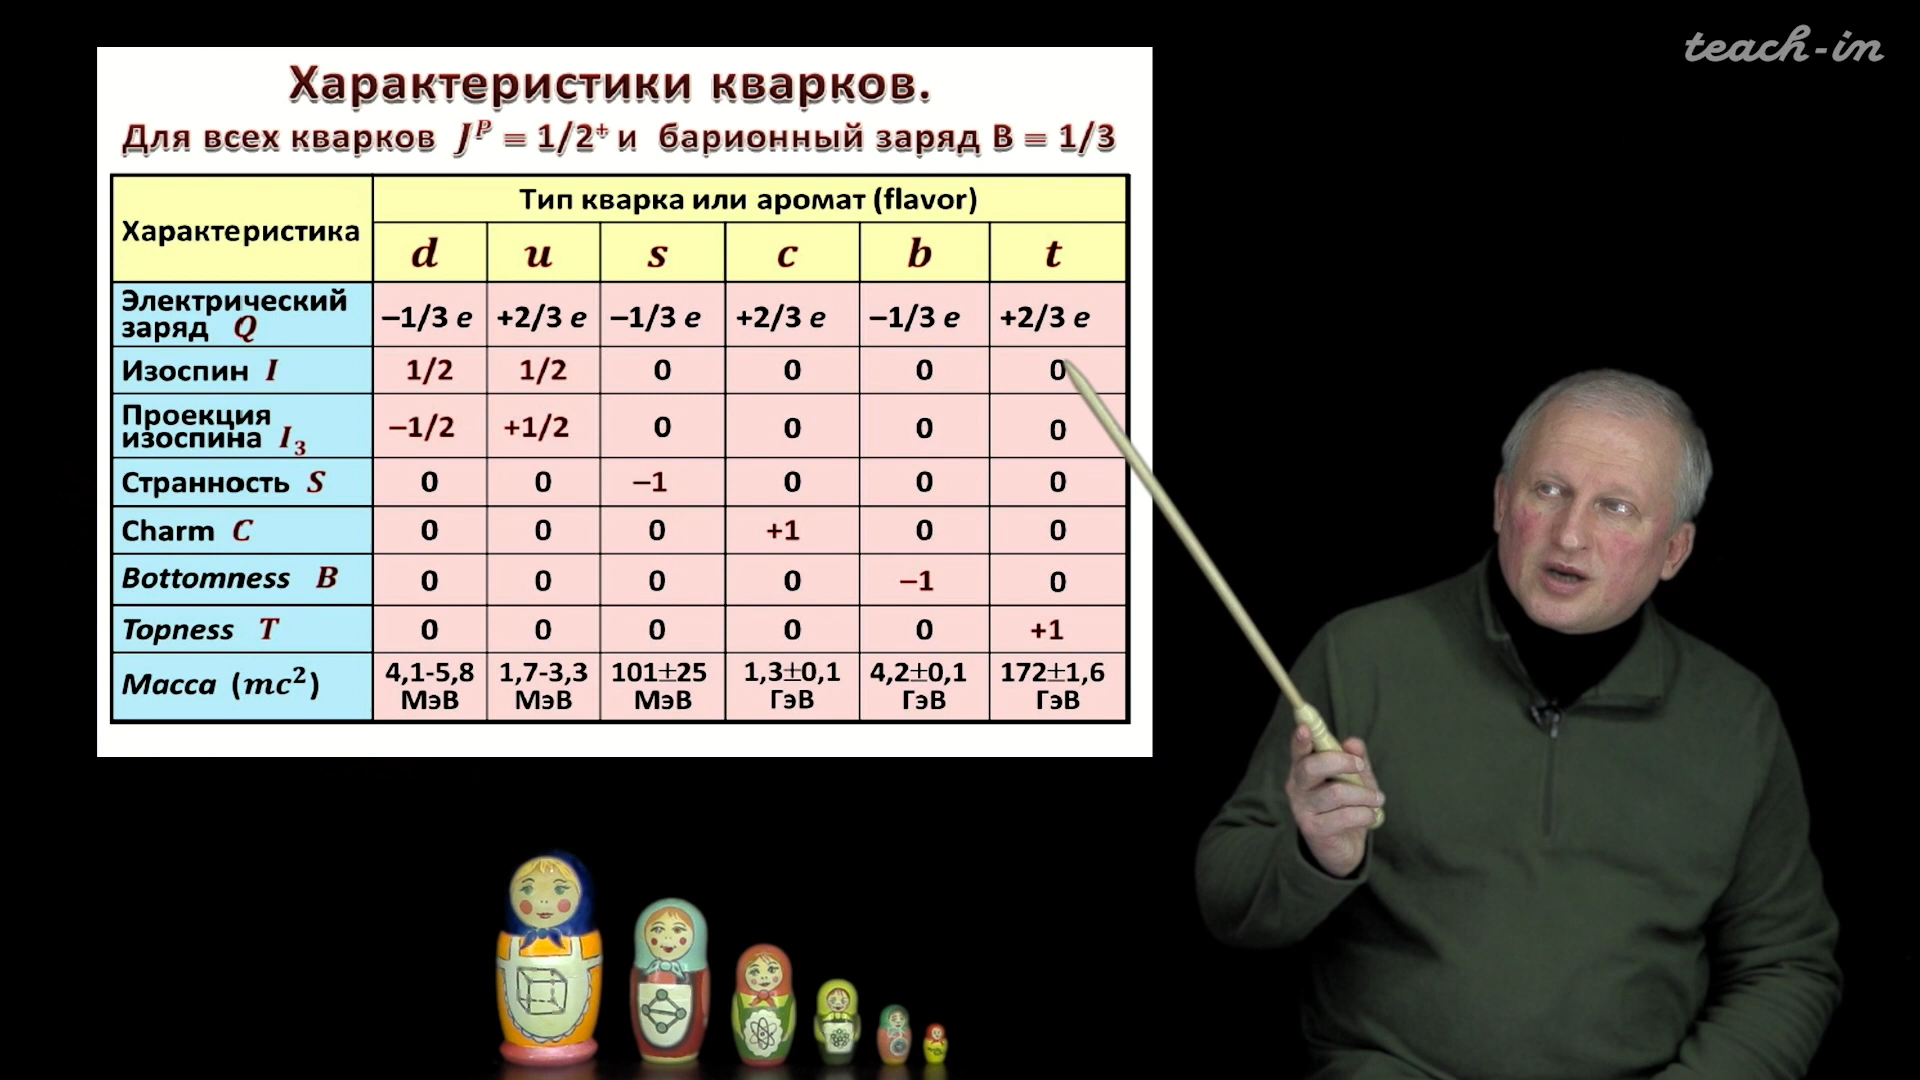 teach-in
Характеристики кварков.
Для всех кварков J^P = 1/2⁺ и барионный заряд B = 1/3
Характеристика
Тип кварка или аромат (flavor)
d u s c b t
Электрический
заряд Q
–1/3 e +2/3 e –1/3 e +2/3 e –1/3 e +2/3 e
Изоспин I 1/2 1/2 0 0 0 0
Проекция
изоспина I₃
–1/2 +1/2 0 0 0 0
Странность S 0 0 –1 0 0 0
Charm C 0 0 0 +1 0 0
Bottomness B 0 0 0 0 –1 0
Topness T 0 0 0 0 0 +1
Масса (mc²)
4,1-5,8 1,7-3,3 101±25 1,3±0,1 4,2±0,1 172±1,6
МэВ МэВ МэВ ГэВ ГэВ ГэВ